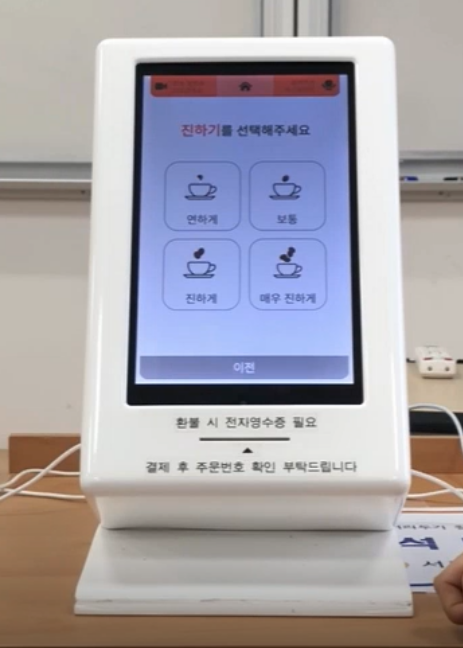 진하기를 선택해주세요
연하게
보통
진하게
매우 진하게
이전
환불 시 전자영수증 필요
결제 후 주문번호 확인 부탁드립니다
석